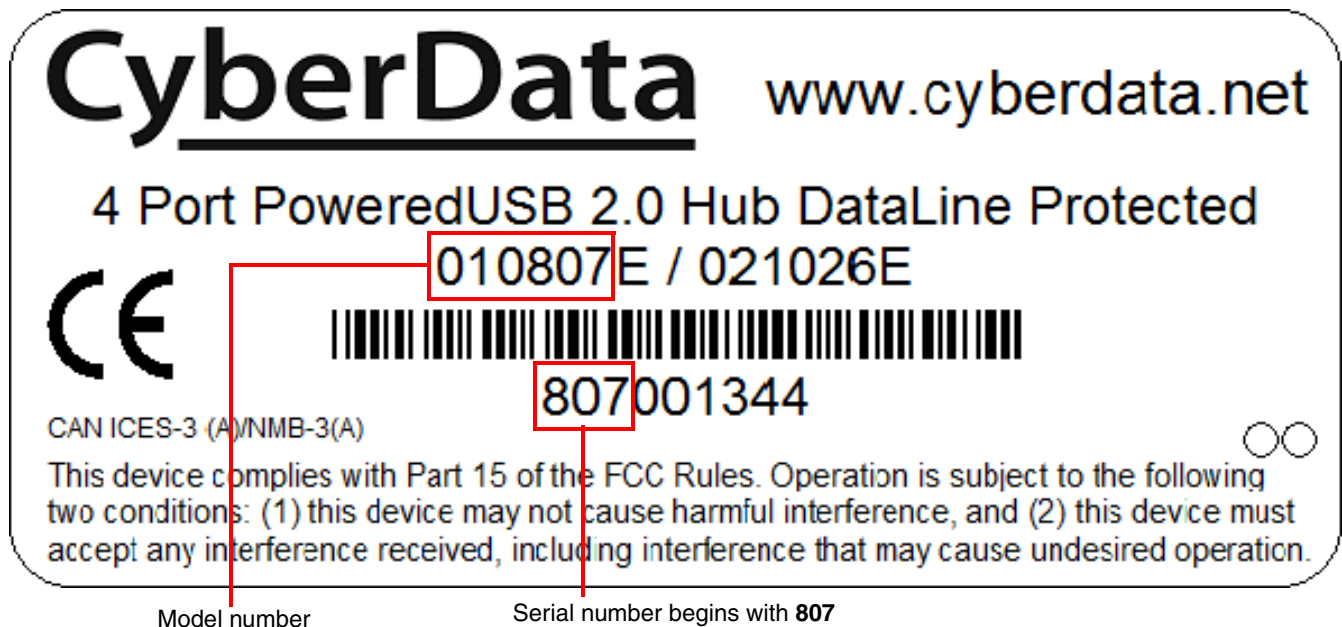 CyberData www.cyberdata.net
4 Port PoweredUSB 2.0 Hub DataLine Protected
010807E / 021026E
CE
807001344
CAN ICES-3 (A)/NMB-3(A)
This device complies with Part 15 of the FCC Rules. Operation is subject to the following
two conditions: (1) this device may not cause harmful interference, and (2) this device must
accept any interference received, including interference that may cause undesired operation.
Model number
Serial number begins with 807